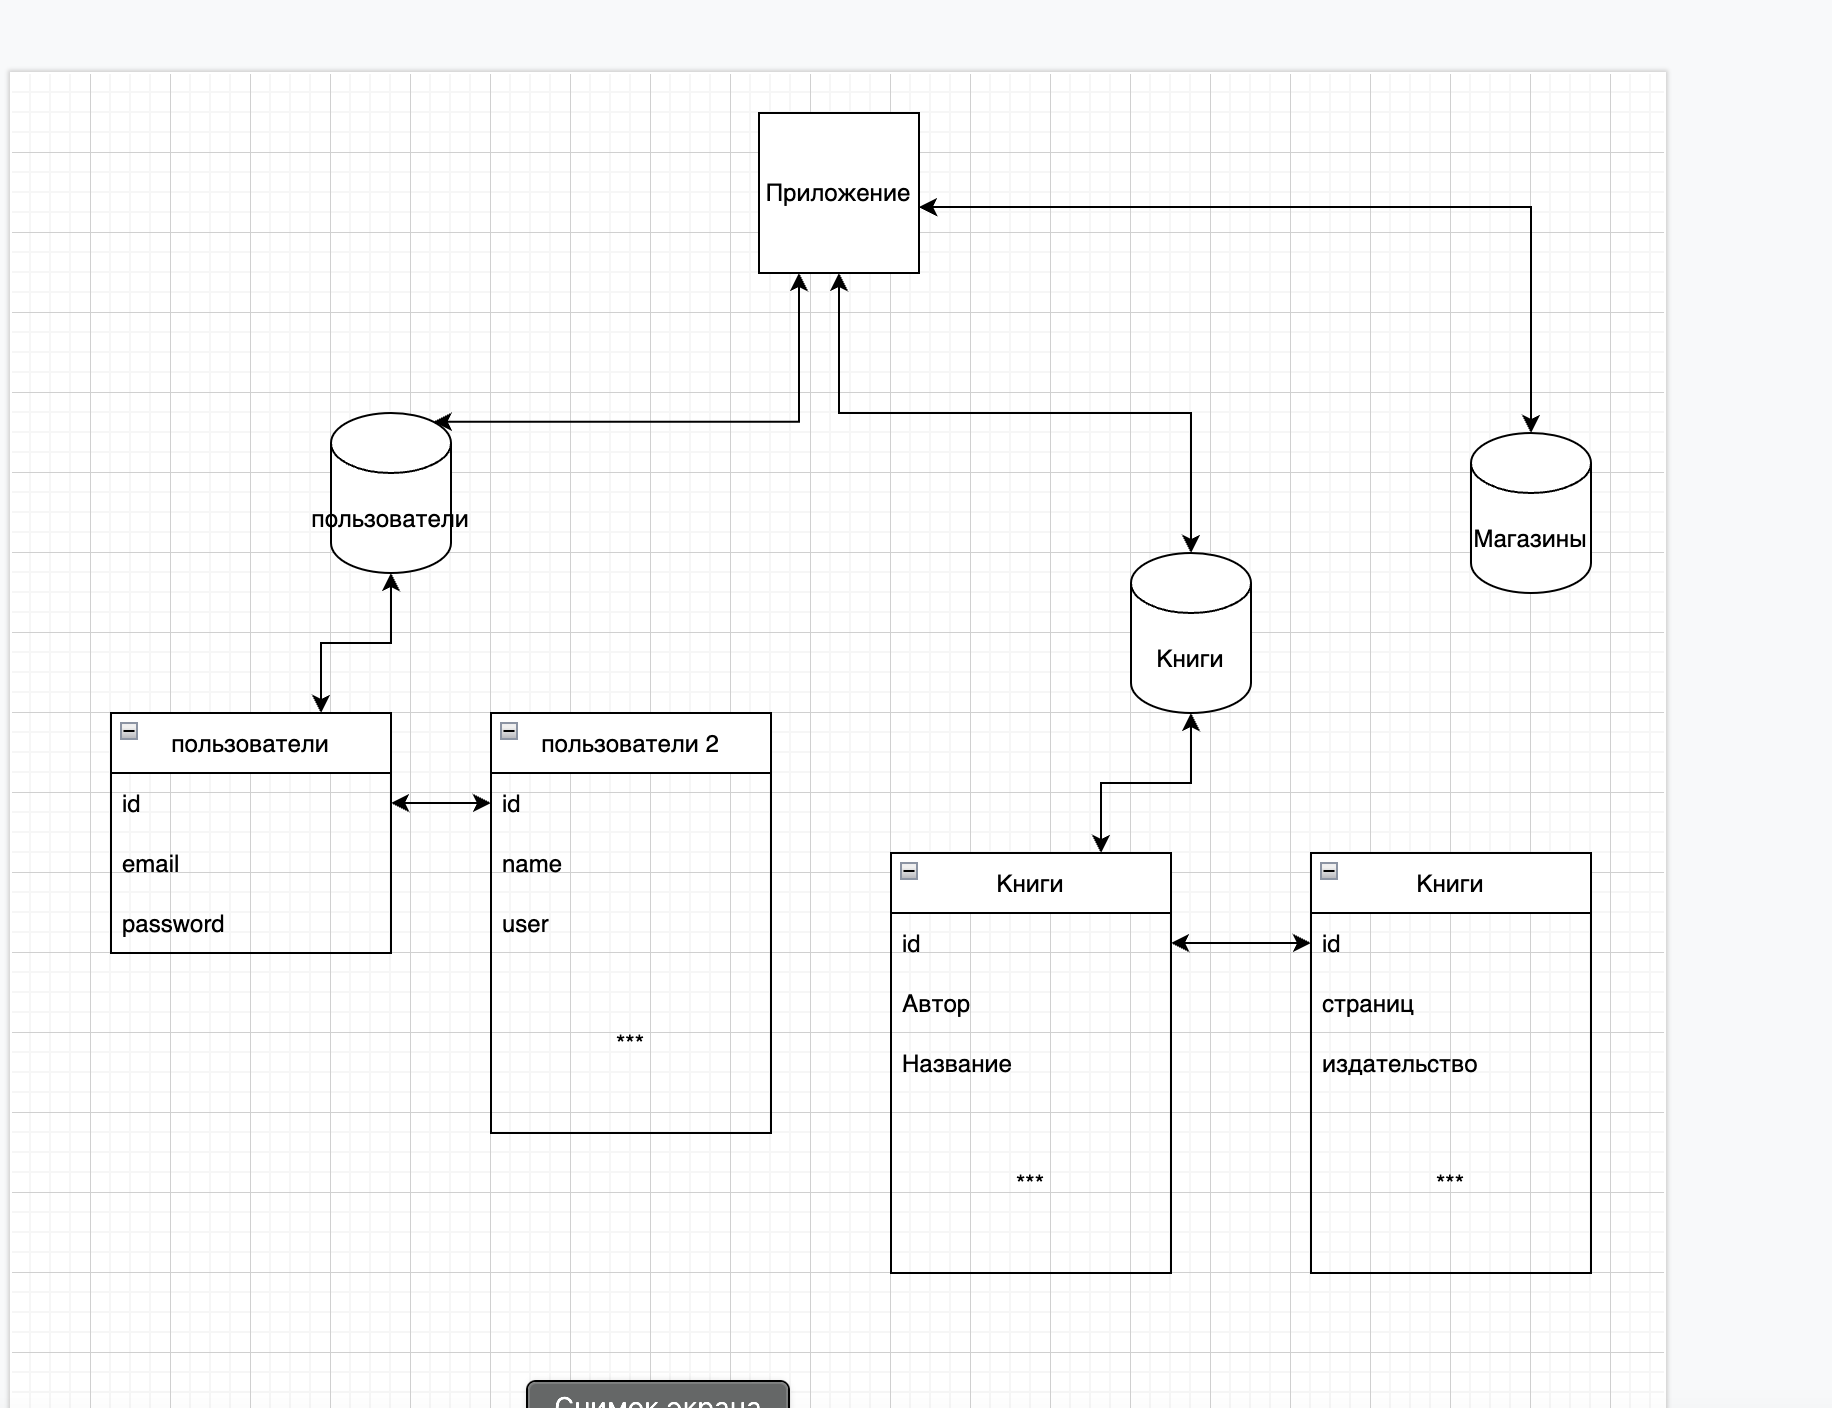 Приложение
пользователи
Магазины
Книги
пользователи
id
email
password
пользователи 2
id
name
user
***
Книги
id
Автор
Название
***
Книги
id
страниц
издательство
***
Снимок экрана